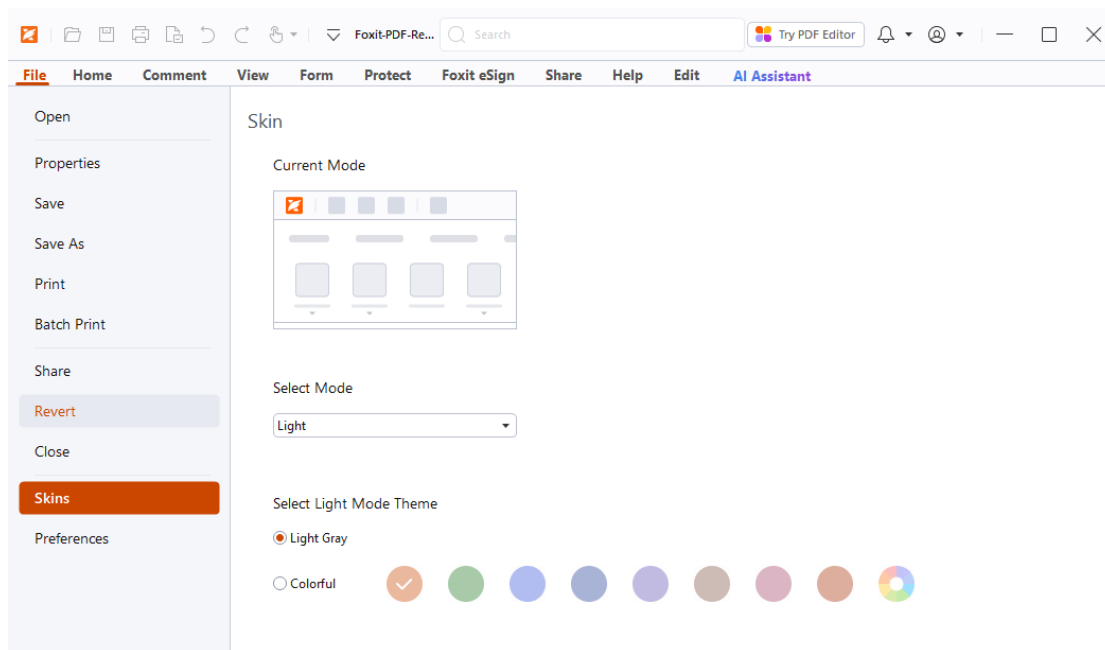 Foxit-PDF-Re... Search Try PDF Editor
File Home Comment View Form Protect Foxit eSign Share Help Edit AI Assistant
Open
Properties
Save
Save As
Print
Batch Print
Share
Revert
Close
Skins
Preferences
Skin
Current Mode
Select Mode
Light
Select Light Mode Theme
Light Gray
Colorful